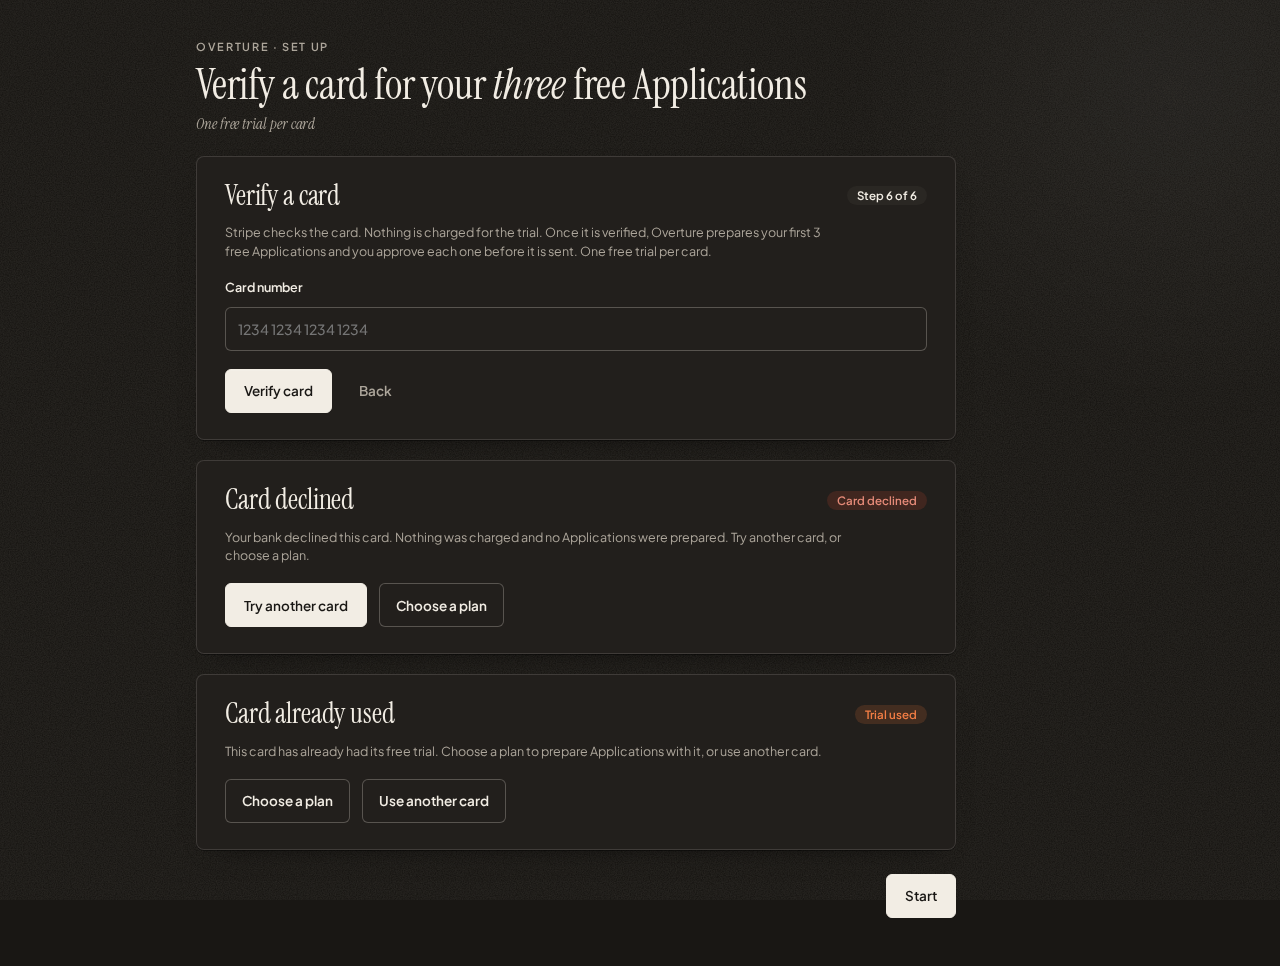 OVERTURE · SET UP
Verify a card for your three free Applications
One free trial per card
Verify a card
Step 6 of 6
Stripe checks the card. Nothing is charged for the trial. Once it is verified, Overture prepares your first 3
free Applications and you approve each one before it is sent. One free trial per card.
Card number
1234 1234 1234 1234
Verify card
Back
Card declined
Card declined
Your bank declined this card. Nothing was charged and no Applications were prepared. Try another card, or
choose a plan.
Try another card
Choose a plan
Card already used
Trial used
This card has already had its free trial. Choose a plan to prepare Applications with it, or use another card.
Choose a plan
Use another card
Start